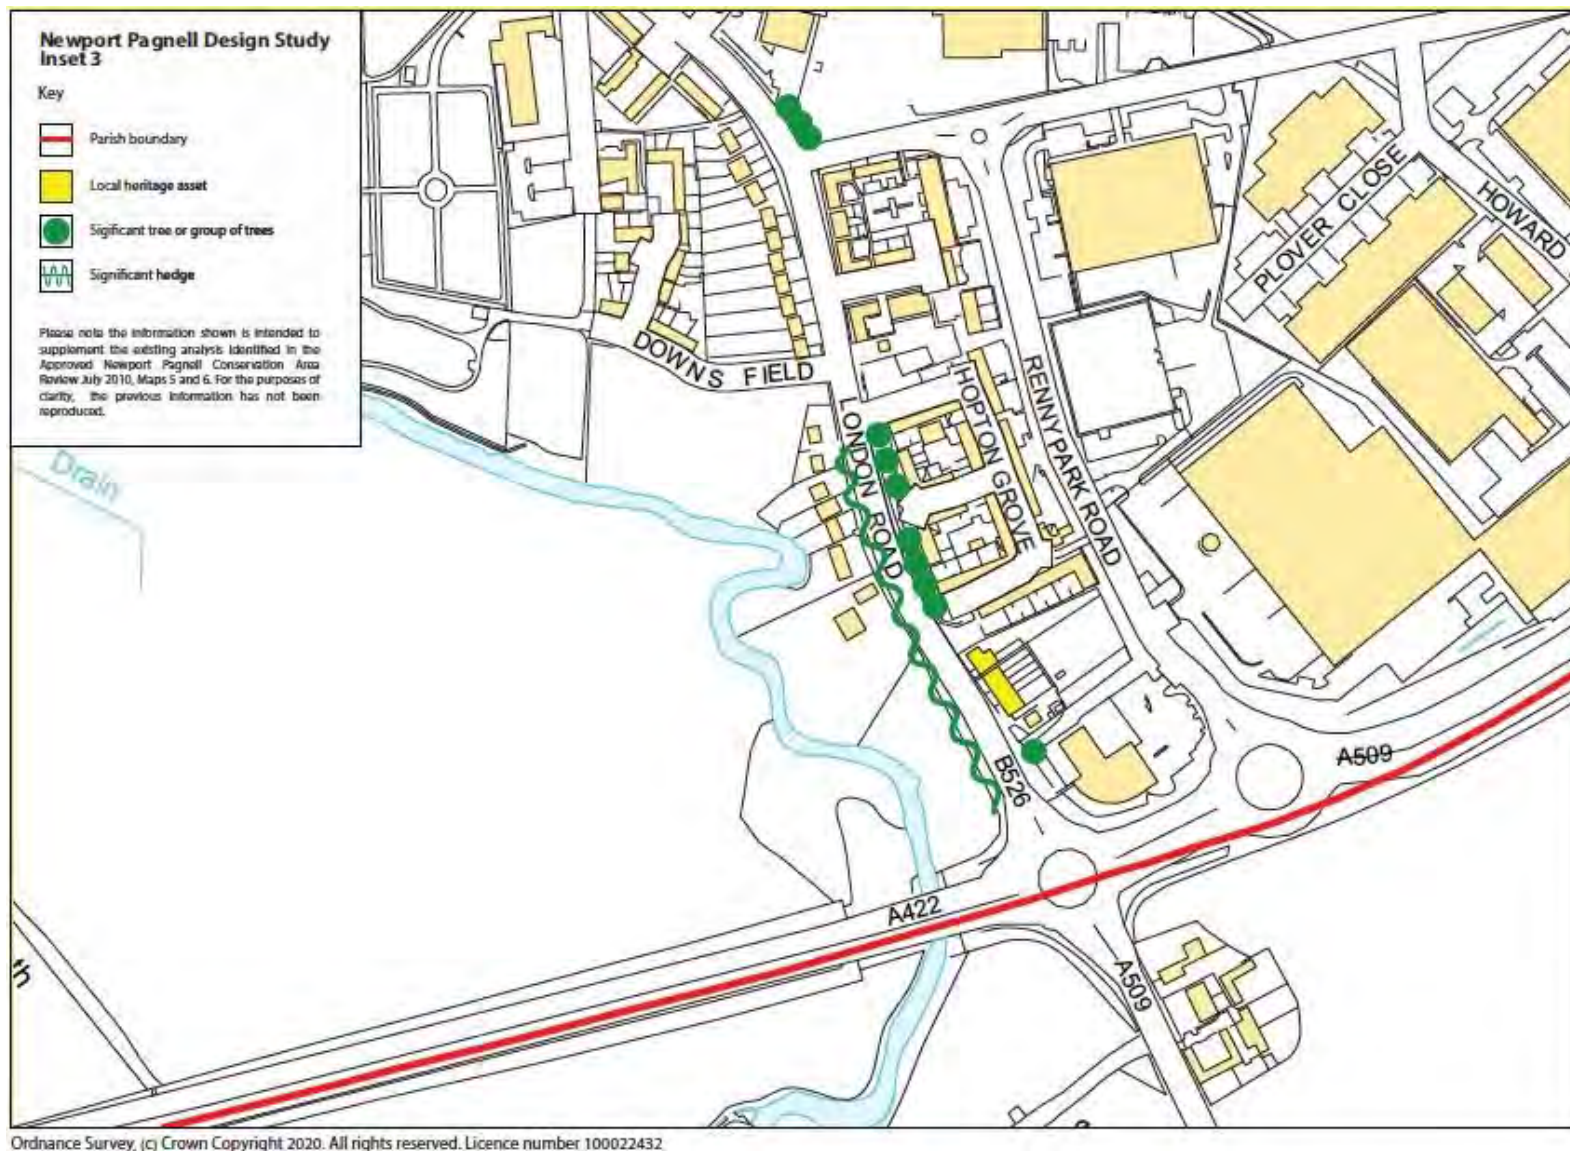 Newport Pagnell Design Study
Inset 3
Key
Parish boundary
Local heritage asset
Sigificant tree or group of trees
Significant hedge
Please note the information shown is intended to
supplement the existing analysis identified in the
Approved Newport Pagnell Conservation Area
Review July 2010, Maps 5 and 6. For the purposes of
clarity, the previous information has not been
reproduced.
Drain
DOWNS FIELD
LONDON ROAD
HOPTON GROVE
RENNY PARK ROAD
PLOVER CLOSE
HOWARD
B526
A509
A422
A509
Ordnance Survey, (c) Crown Copyright 2020. All rights reserved. Licence number 100022432